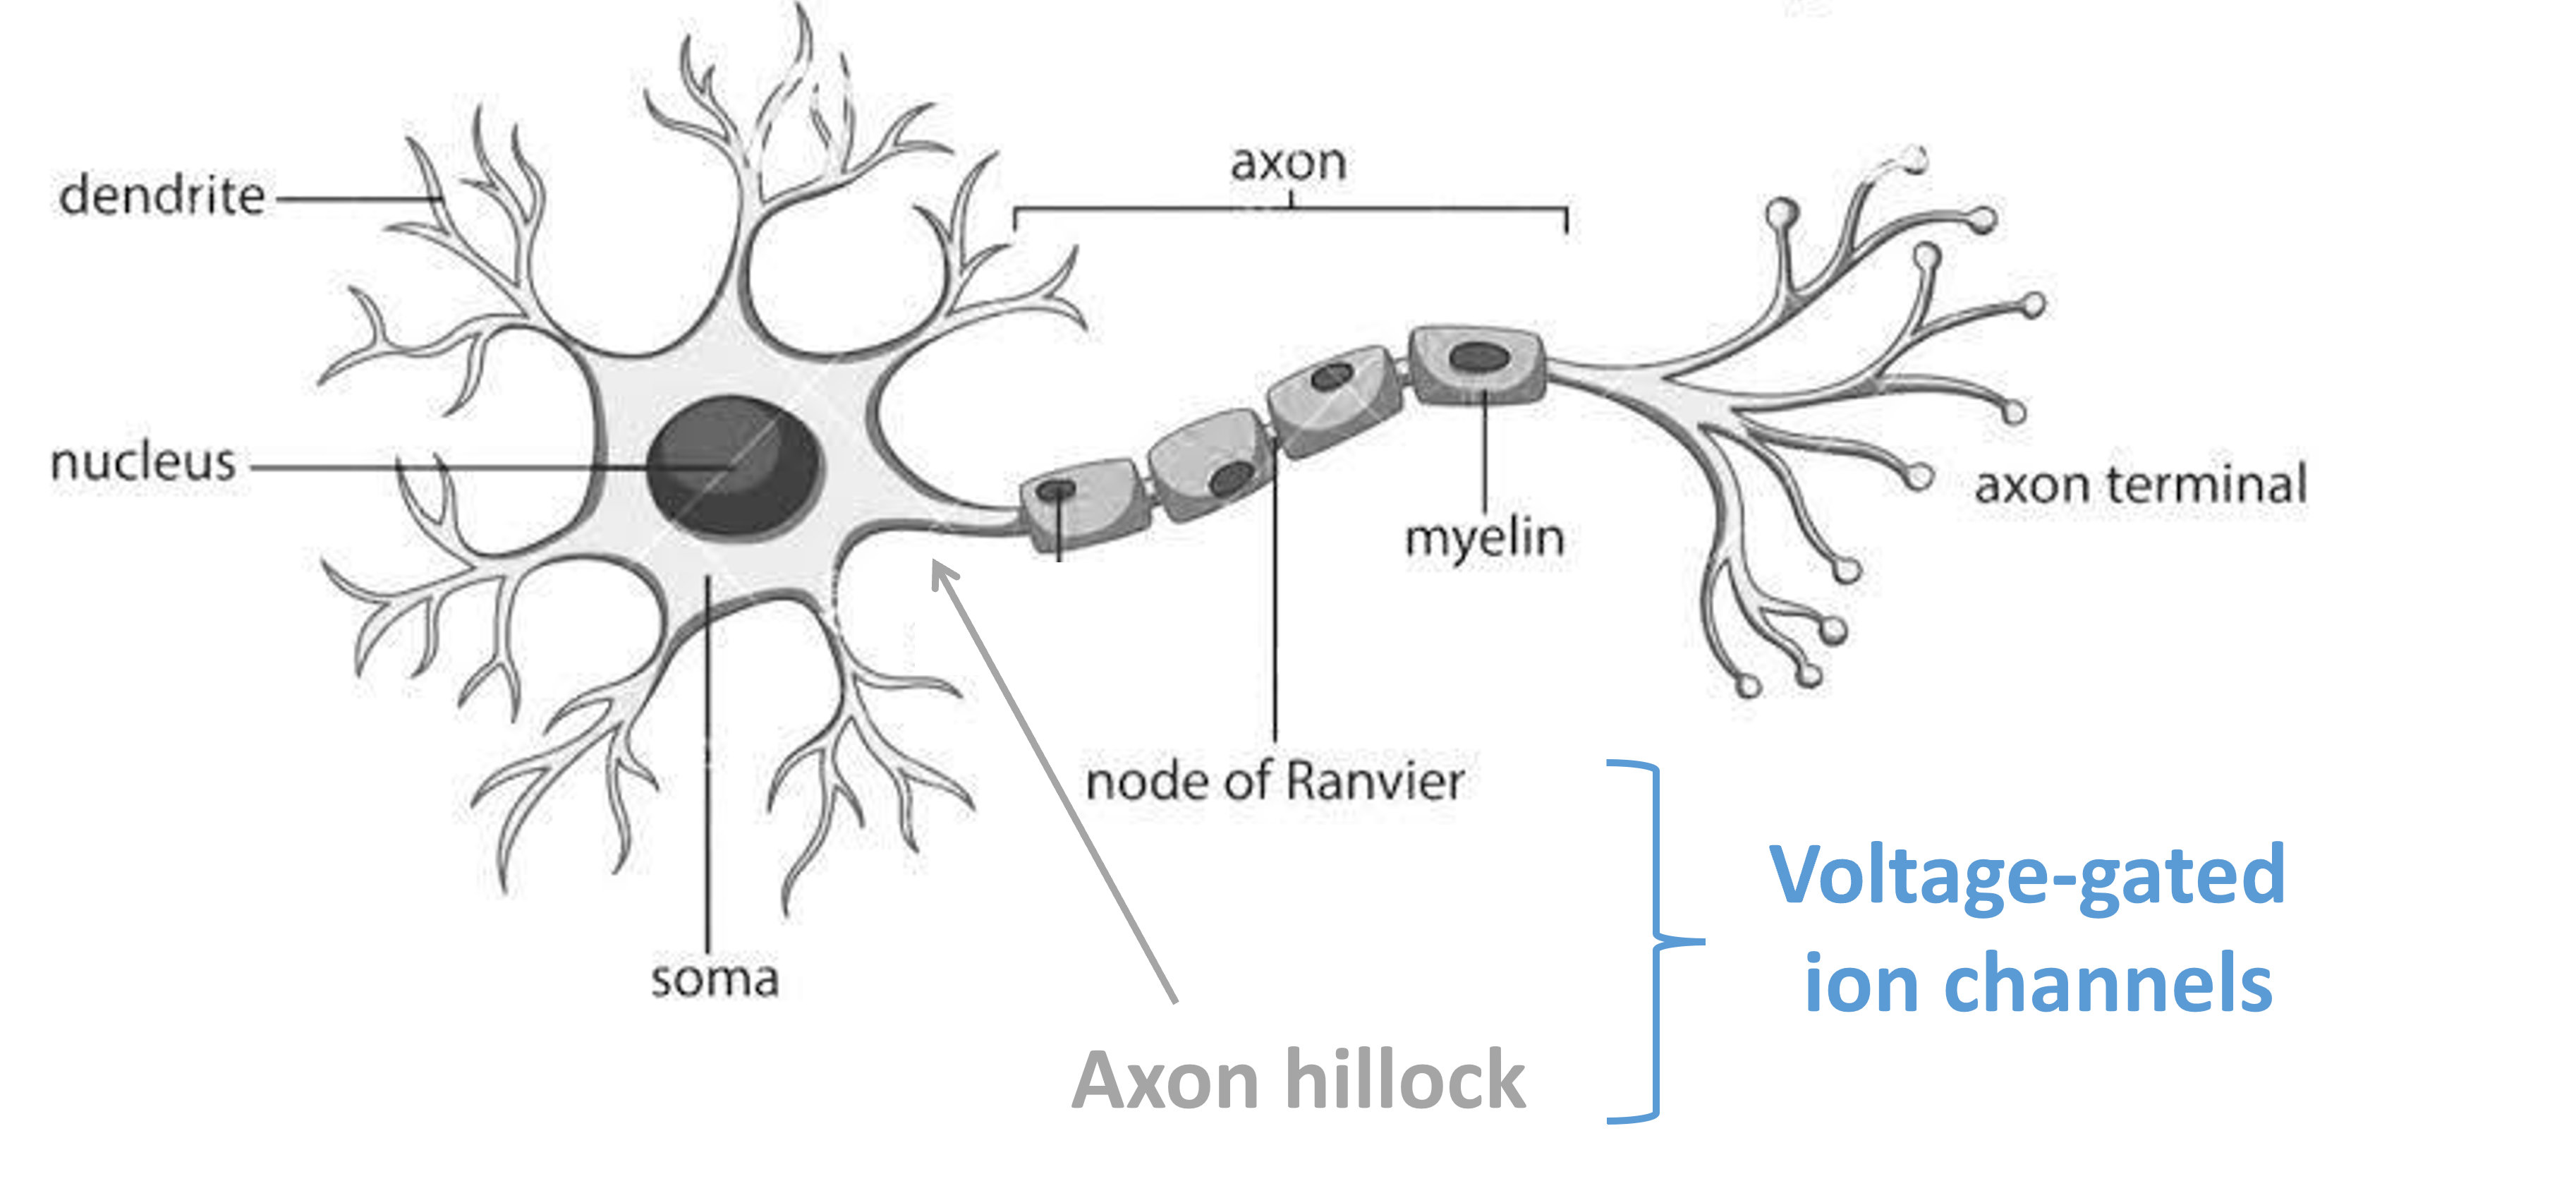 axon
dendrite
nucleus
axon terminal
myelin
node of Ranvier
Voltage-gated
ion channels
soma
Axon hillock